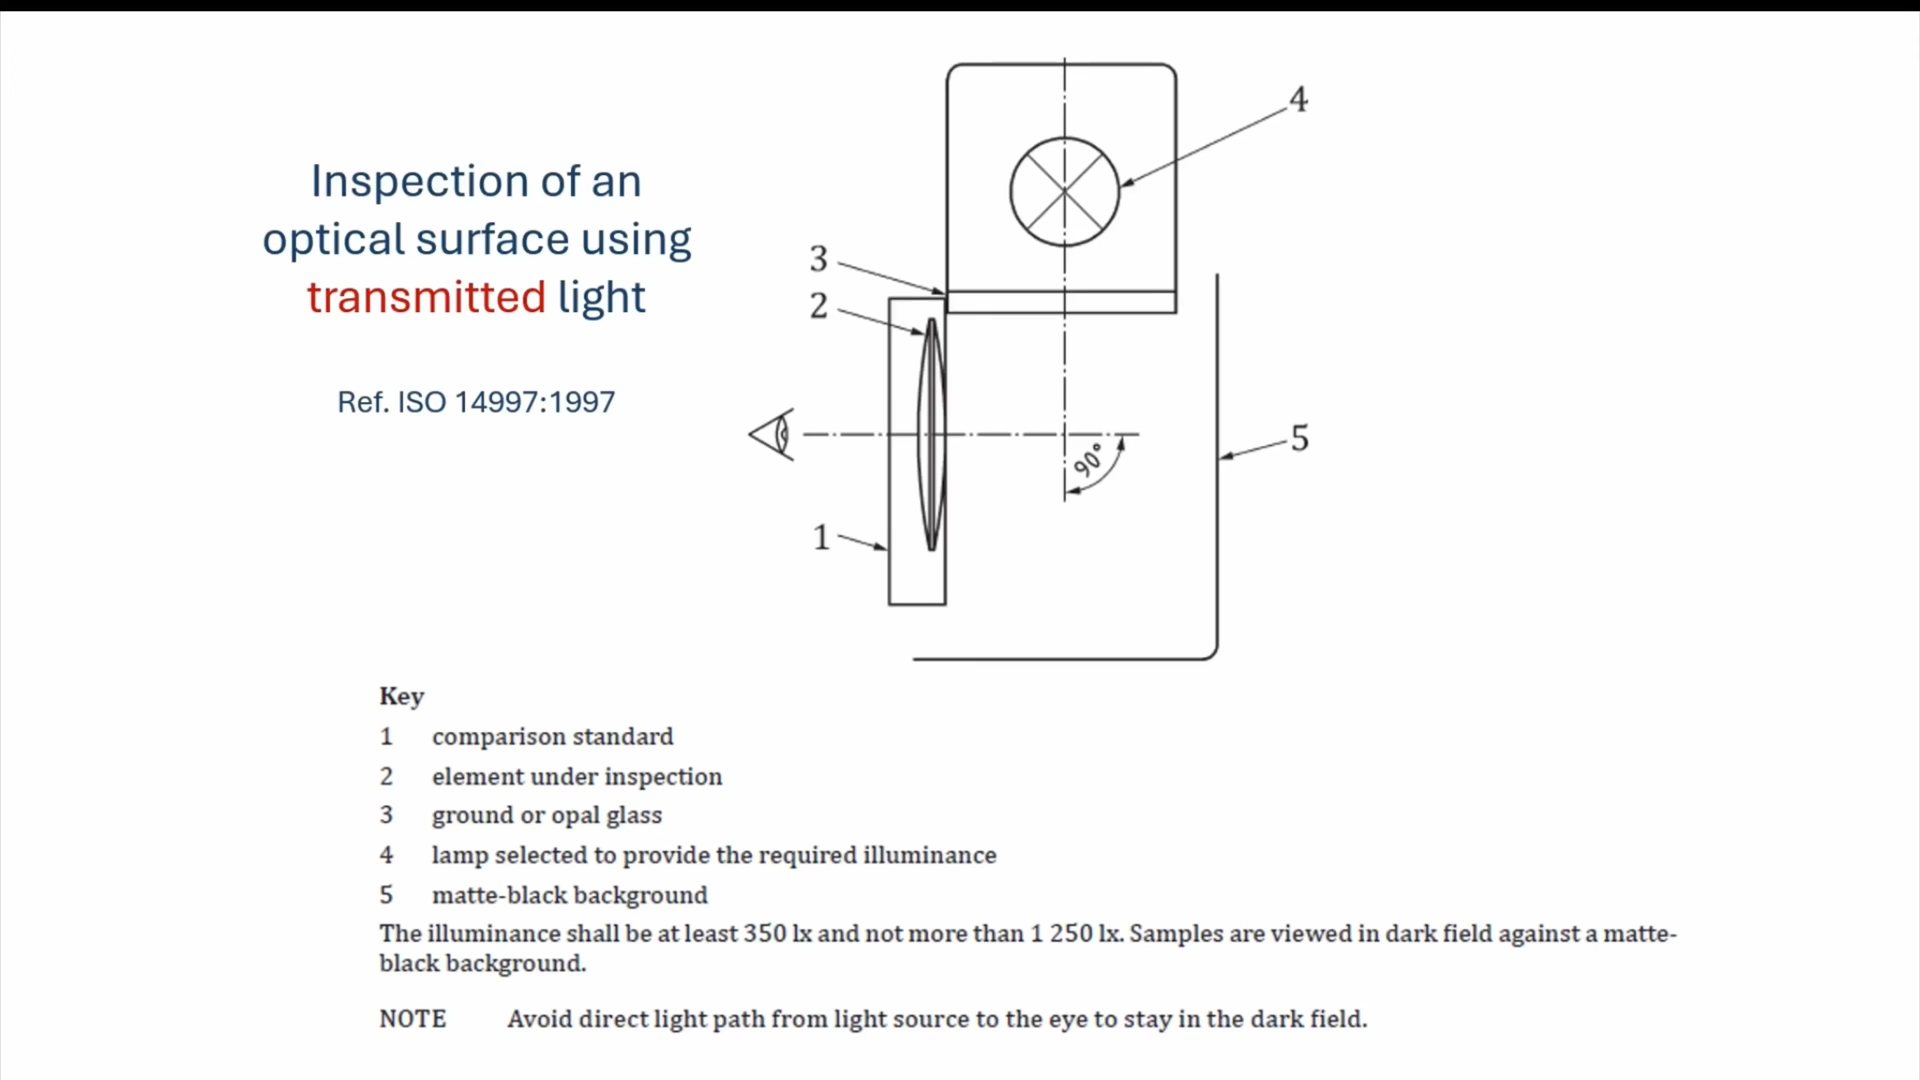 Inspection of an
optical surface using
transmitted light
Ref. ISO 14997:1997
4
3
2
90°
5
1
Key
1 comparison standard
2 element under inspection
3 ground or opal glass
4 lamp selected to provide the required illuminance
5 matte-black background
The illuminance shall be at least 350 lx and not more than 1 250 lx. Samples are viewed in dark field against a matte-
black background.
NOTE Avoid direct light path from light source to the eye to stay in the dark field.